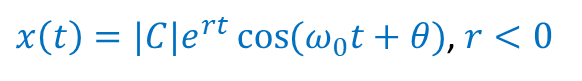 x(t) = |C|e^{rt} cos(ω₀t + θ), r < 0